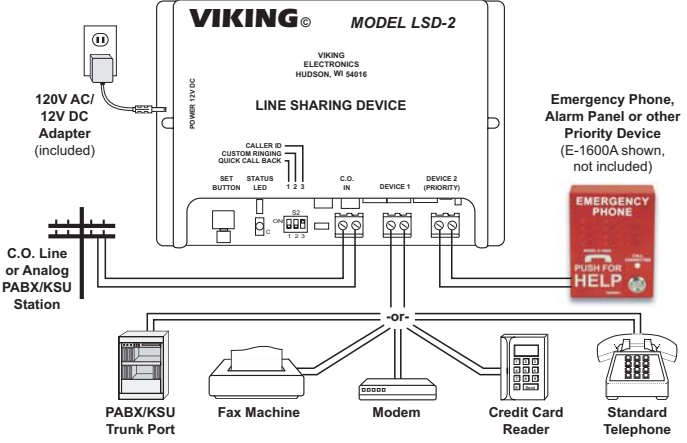 VIKING©
MODEL LSD-2
VIKING
ELECTRONICS
HUDSON, WI 54016
POWER 12V DC
LINE SHARING DEVICE
120V AC/
12V DC
Adapter
(included)
Emergency Phone,
Alarm Panel or other
Priority Device
(E-1600A shown,
not included)
CALLER ID
CUSTOM RINGING
QUICK CALL BACK
1 2 3
SET
BUTTON
STATUS
LED
C.O.
IN
DEVICE 1
DEVICE 2
(PRIORITY)
S2
ON
1 2 3
C
EMERGENCY
PHONE
PUSH FOR
HELP
C.O. Line
or Analog
PABX/KSU
Station
-or-
PABX/KSU
Trunk Port
Fax Machine
Modem
Credit Card
Reader
Standard
Telephone